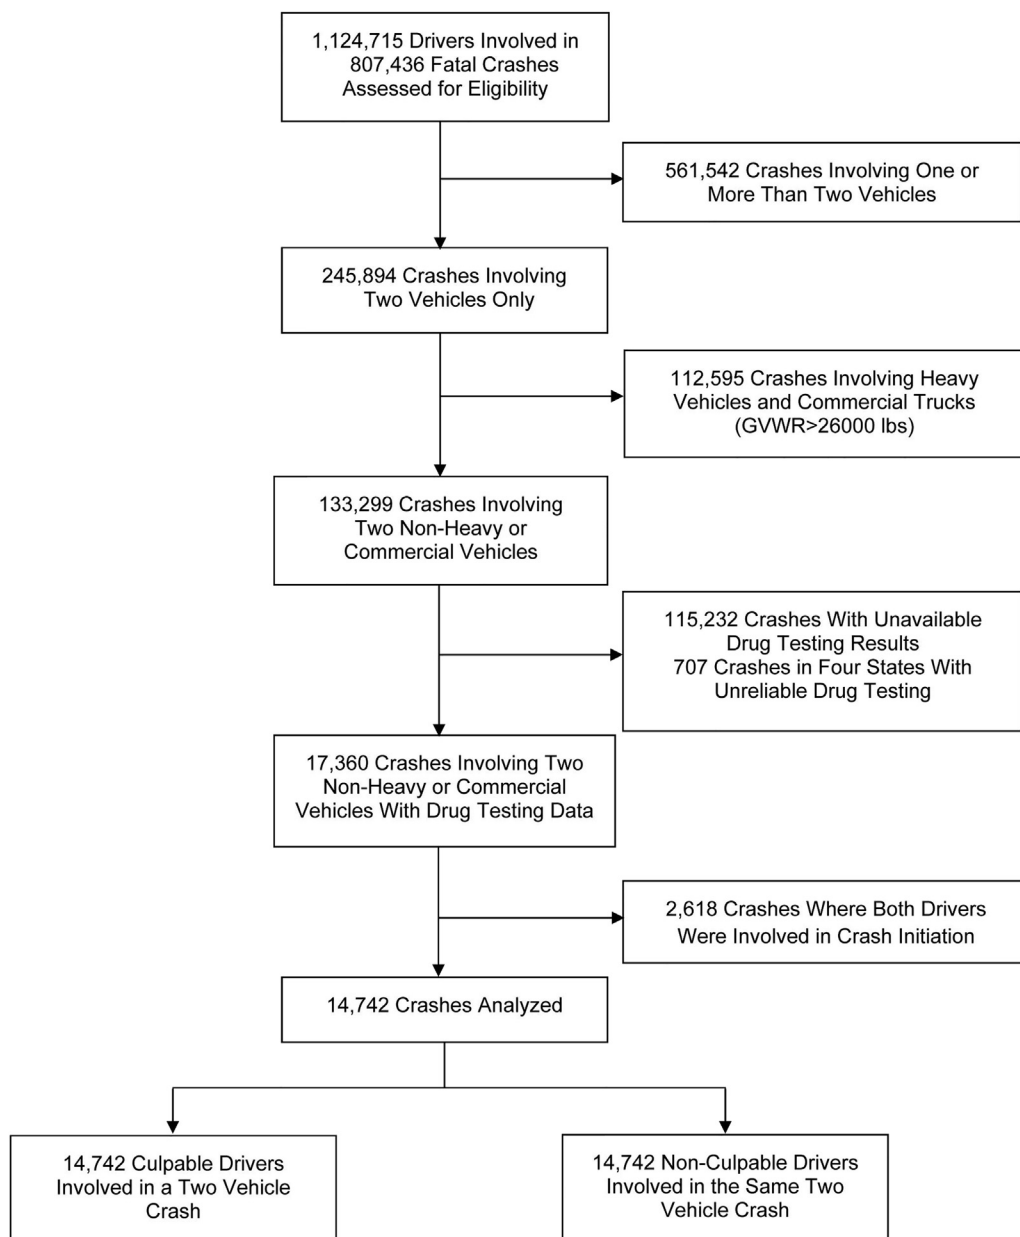 1,124,715 Drivers Involved in
807,436 Fatal Crashes
Assessed for Eligibility
561,542 Crashes Involving One or
More Than Two Vehicles
245,894 Crashes Involving
Two Vehicles Only
112,595 Crashes Involving Heavy
Vehicles and Commercial Trucks
(GVWR>26000 lbs)
133,299 Crashes Involving
Two Non-Heavy or
Commercial Vehicles
115,232 Crashes With Unavailable
Drug Testing Results
707 Crashes in Four States With
Unreliable Drug Testing
17,360 Crashes Involving Two
Non-Heavy or Commercial
Vehicles With Drug Testing Data
2,618 Crashes Where Both Drivers
Were Involved in Crash Initiation
14,742 Crashes Analyzed
14,742 Culpable Drivers
Involved in a Two Vehicle
Crash
14,742 Non-Culpable Drivers
Involved in the Same Two
Vehicle Crash